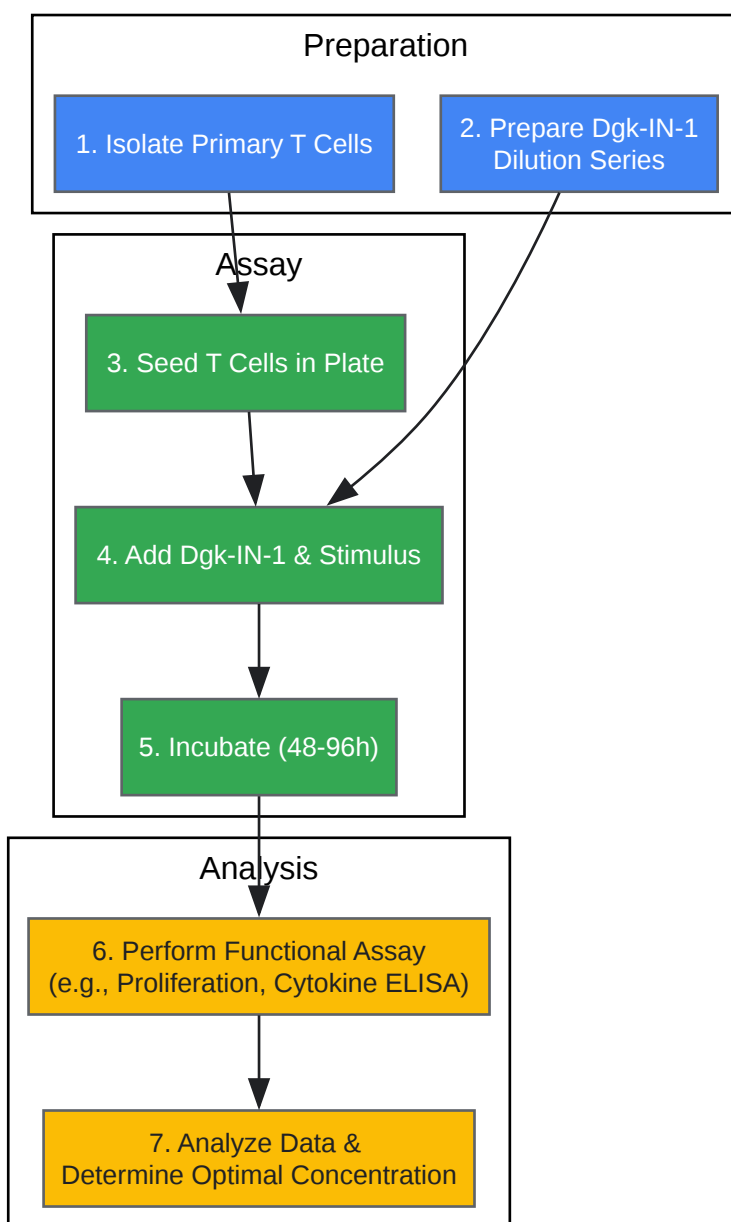 Preparation
1. Isolate Primary T Cells
2. Prepare Dgk-IN-1
Dilution Series
Assay
3. Seed T Cells in Plate
4. Add Dgk-IN-1 & Stimulus
5. Incubate (48-96h)
Analysis
6. Perform Functional Assay
(e.g., Proliferation, Cytokine ELISA)
7. Analyze Data &
Determine Optimal Concentration